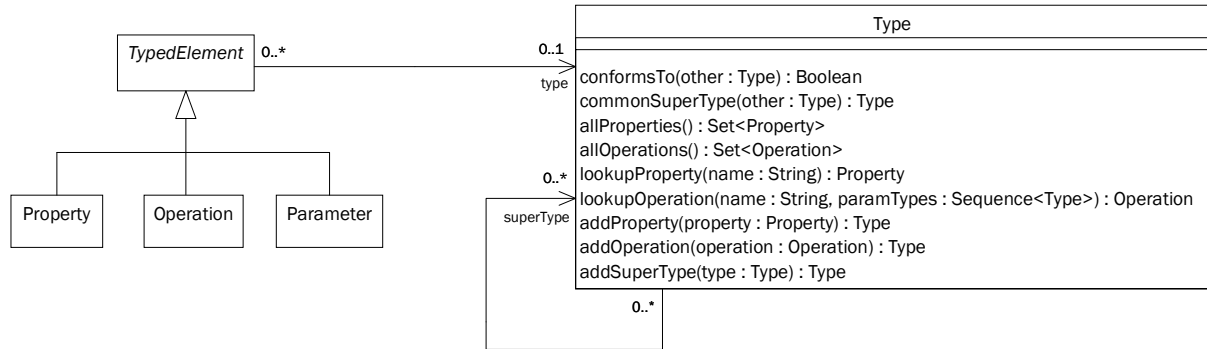 Type
TypedElement
0..*
0..1
type
conformsTo(other : Type) : Boolean
commonSuperType(other : Type) : Type
allProperties() : Set<Property>
allOperations() : Set<Operation>
lookupProperty(name : String) : Property
lookupOperation(name : String, paramTypes : Sequence<Type>) : Operation
addProperty(property : Property) : Type
addOperation(operation : Operation) : Type
addSuperType(type : Type) : Type
0..*
superType
0..*
Property
Operation
Parameter